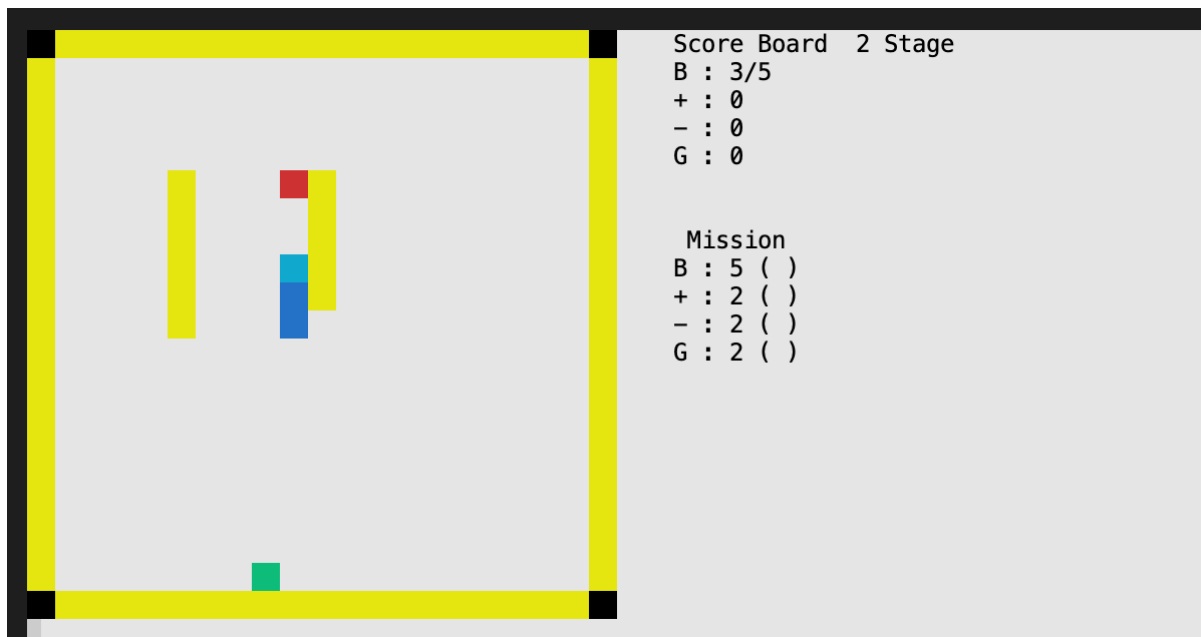 Score Board  2 Stage
B : 3/5
+ : 0
− : 0
G : 0
Mission
B : 5 ( )
+ : 2 ( )
− : 2 ( )
G : 2 ( )